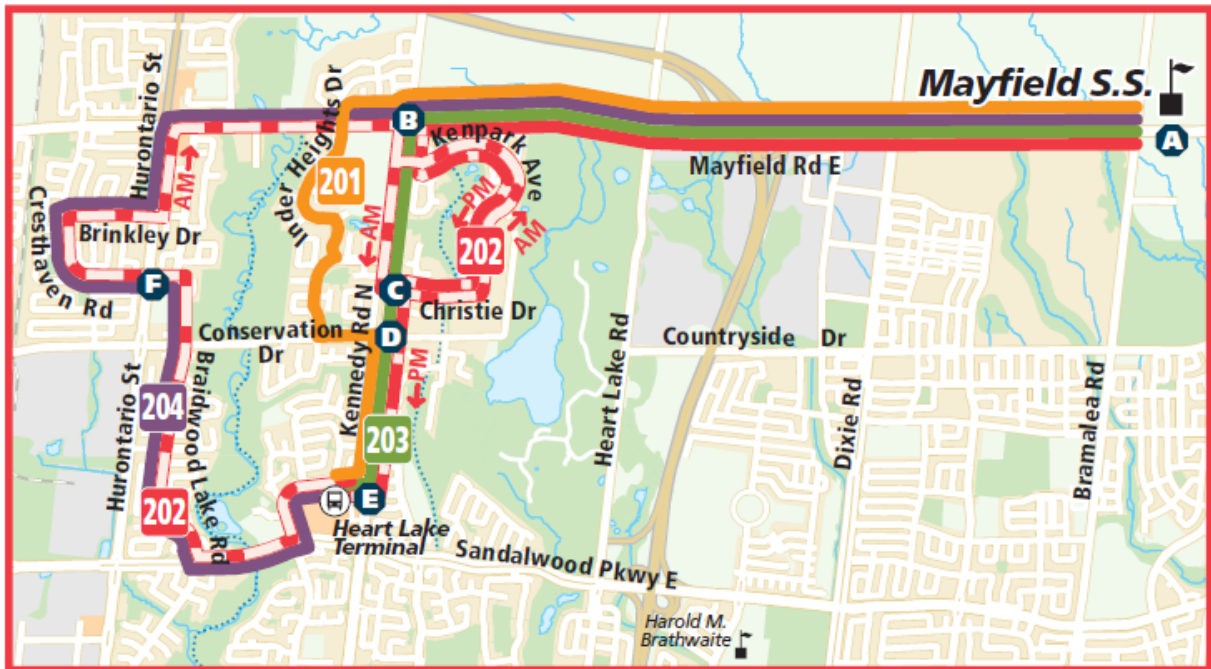 Mayfield S.S.
A
B
Hurontario St
Inder Heights Dr
Kenpark Ave
201
Mayfield Rd E
AM
AM
PM
AM
Cresthaven Rd
Brinkley Dr
202
F
C
Christie Dr
Kennedy Rd N
Conservation
Dr
D
Countryside Dr
Heart Lake Rd
PM
Hurontario St
204
Braidwood Lake Rd
203
Dixie Rd
Bramalea Rd
202
E
Heart Lake
Terminal
Sandalwood Pkwy E
Harold M.
Brathwaite